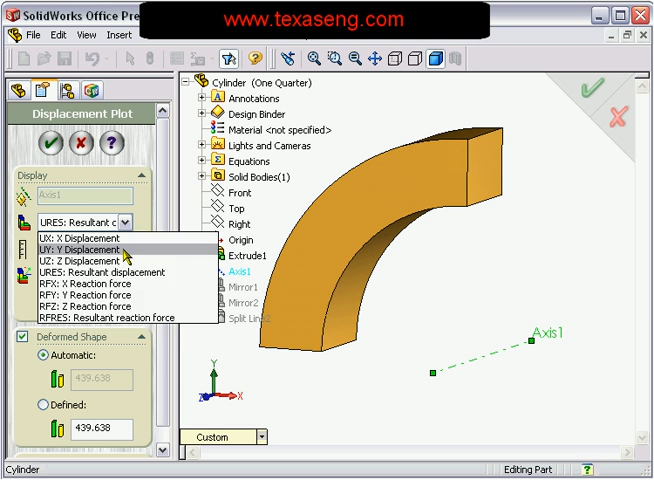 SolidWorks Office Pre
www.texaseng.com
File Edit View Insert
Displacement Plot
Display
Axis1
URES: Resultant c
UX: X Displacement
UY: Y Displacement
UZ: Z Displacement
URES: Resultant displacement
RFX: X Reaction force
RFY: Y Reaction force
RFZ: Z Reaction force
RFRES: Resultant reaction force
Deformed Shape
Automatic:
439.638
Defined:
439.638
Cylinder (One Quarter)
Annotations
Design Binder
Material <not specified>
Lights and Cameras
Equations
Solid Bodies(1)
Front
Top
Right
Origin
Extrude1
Axis1
Mirror1
Mirror2
Split Line2
Axis1
Y
Z
X
Custom
Cylinder
Editing Part